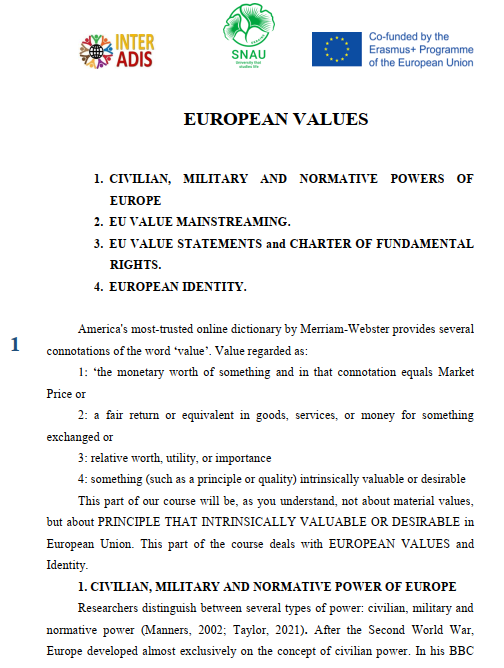 INTER
ADIS
SNAU
University that
studied life
Co-funded by the
Erasmus+ Programme
of the European Union
EUROPEAN VALUES
1. CIVILIAN, MILITARY AND NORMATIVE POWERS OF
EUROPE
2. EU VALUE MAINSTREAMING.
3. EU VALUE STATEMENTS and CHARTER OF FUNDAMENTAL
RIGHTS.
4. EUROPEAN IDENTITY.
America's most-trusted online dictionary by Merriam-Webster provides several
1
connotations of the word ‘value’. Value regarded as:
1: ‘the monetary worth of something and in that connotation equals Market
Price or
2: a fair return or equivalent in goods, services, or money for something
exchanged or
3: relative worth, utility, or importance
4: something (such as a principle or quality) intrinsically valuable or desirable
This part of our course will be, as you understand, not about material values,
but about PRINCIPLE THAT INTRINSICALLY VALUABLE OR DESIRABLE in
European Union. This part of the course deals with EUROPEAN VALUES and
Identity.
1. CIVILIAN, MILITARY AND NORMATIVE POWER OF EUROPE
Researchers distinguish between several types of power: civilian, military and
normative power (Manners, 2002; Taylor, 2021). After the Second World War,
Europe developed almost exclusively on the concept of civilian power. In his BBC